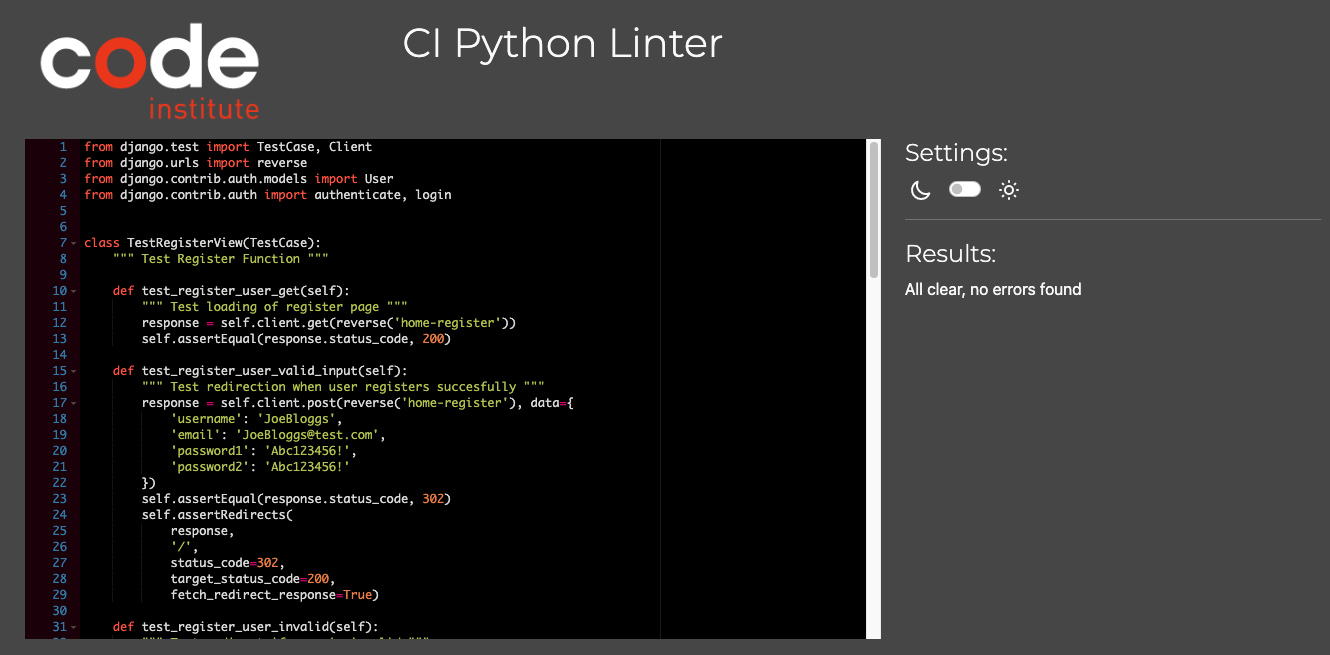 code
institute
CI Python Linter
1 from django.test import TestCase, Client
2 from django.urls import reverse
3 from django.contrib.auth.models import User
4 from django.contrib.auth import authenticate, login
5
6
7 class TestRegisterView(TestCase):
8     """ Test Register Function """
9
10     def test_register_user_get(self):
11         """ Test loading of register page """
12         response = self.client.get(reverse('home-register'))
13         self.assertEqual(response.status_code, 200)
14
15     def test_register_user_valid_input(self):
16         """ Test redirection when user registers succesfully """
17         response = self.client.post(reverse('home-register'), data={
18             'username': 'JoeBloggs',
19             'email': 'JoeBloggs@test.com',
20             'password1': 'Abc123456!',
21             'password2': 'Abc123456!'
22         })
23         self.assertEqual(response.status_code, 302)
24         self.assertRedirects(
25             response,
26             '/',
27             status_code=302,
28             target_status_code=200,
29             fetch_redirect_response=True)
30
31     def test_register_user_invalid(self):
Settings:
Results:
All clear, no errors found